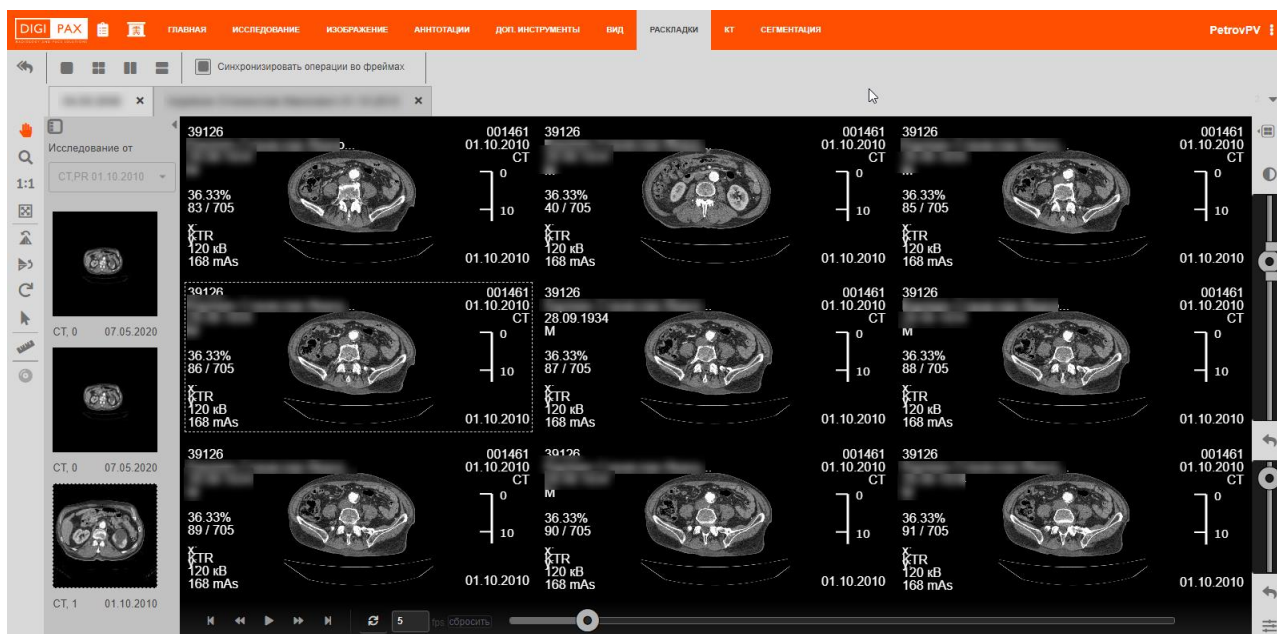 DIGI PAX
ГЛАВНАЯ ИССЛЕДОВАНИЕ ИЗОБРАЖЕНИЕ АННТОТАЦИИ ДОП. ИНСТРУМЕНТЫ ВИД РАСКЛАДКИ КТ СЕГМЕНТАЦИЯ PetrovPV
Синхронизировать операции во фреймах
Исследование от
CT,PR 01.10.2010
1:1
CT, 0 07.05.2020
CT, 0 07.05.2020
CT, 1 01.10.2010
39126 001461
01.10.2010
CT
0
36.33%
83 / 705 10
KTR
120 кВ
168 mAs 01.10.2010
39126 001461
01.10.2010
CT
0
36.33%
40 / 705 10
KTR
120 кВ
168 mAs 01.10.2010
39126 001461
01.10.2010
CT
0
36.33%
85 / 705 10
KTR
120 кВ
168 mAs 01.10.2010
39126 001461
01.10.2010
CT
0
36.33%
86 / 705 10
KTR
120 кВ
168 mAs 01.10.2010
39126 001461
01.10.2010
28.09.1934 CT
M 0
36.33%
87 / 705 10
KTR
120 кВ
168 mAs 01.10.2010
39126 001461
01.10.2010
CT
M 0
36.33%
88 / 705 10
KTR
120 кВ
168 mAs 01.10.2010
39126 001461
01.10.2010
CT
0
36.33%
89 / 705 10
KTR
120 кВ
168 mAs 01.10.2010
39126 001461
01.10.2010
CT
M 0
36.33%
90 / 705 10
KTR
120 кВ
168 mAs 01.10.2010
39126 001461
01.10.2010
CT
0
36.33%
91 / 705 10
KTR
120 кВ
168 mAs 01.10.2010
5 fps сбросить